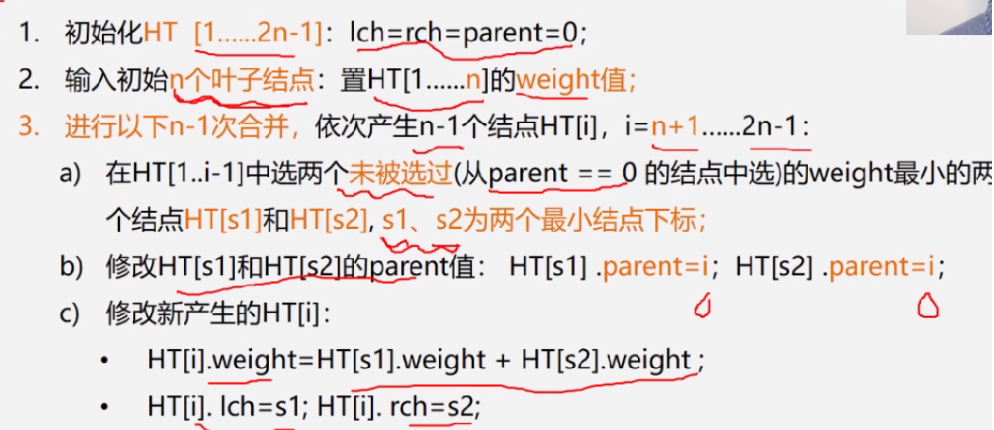 1. 初始化HT [1……2n-1]：lch=rch=parent=0;
2. 输入初始n个叶子结点：置HT[1……n]的weight值;
3. 进行以下n-1次合并，依次产生n-1个结点HT[i]，i=n+1……2n-1：
a) 在HT[1..i-1]中选两个未被选过(从parent == 0 的结点中选)的weight最小的两
个结点HT[s1]和HT[s2], s1、s2为两个最小结点下标;
b) 修改HT[s1]和HT[s2]的parent值： HT[s1] .parent=i; HT[s2] .parent=i;
c) 修改新产生的HT[i]：
• HT[i].weight=HT[s1].weight + HT[s2].weight ;
• HT[i]. lch=s1; HT[i]. rch=s2;